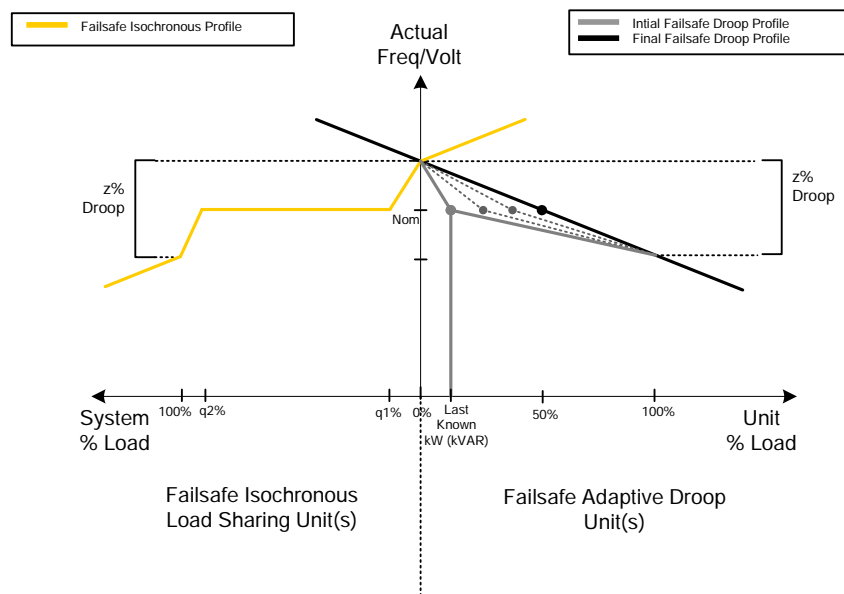 Failsafe Isochronous Profile
Intial Failsafe Droop Profile
Final Failsafe Droop Profile
Actual
Freq/Volt
z%
Droop
z%
Droop
Nom
System
% Load
100%
q2%
q1%
0%
Last
Known
kW (kVAR)
50%
100%
Unit
% Load
Failsafe Isochronous
Load Sharing Unit(s)
Failsafe Adaptive Droop
Unit(s)